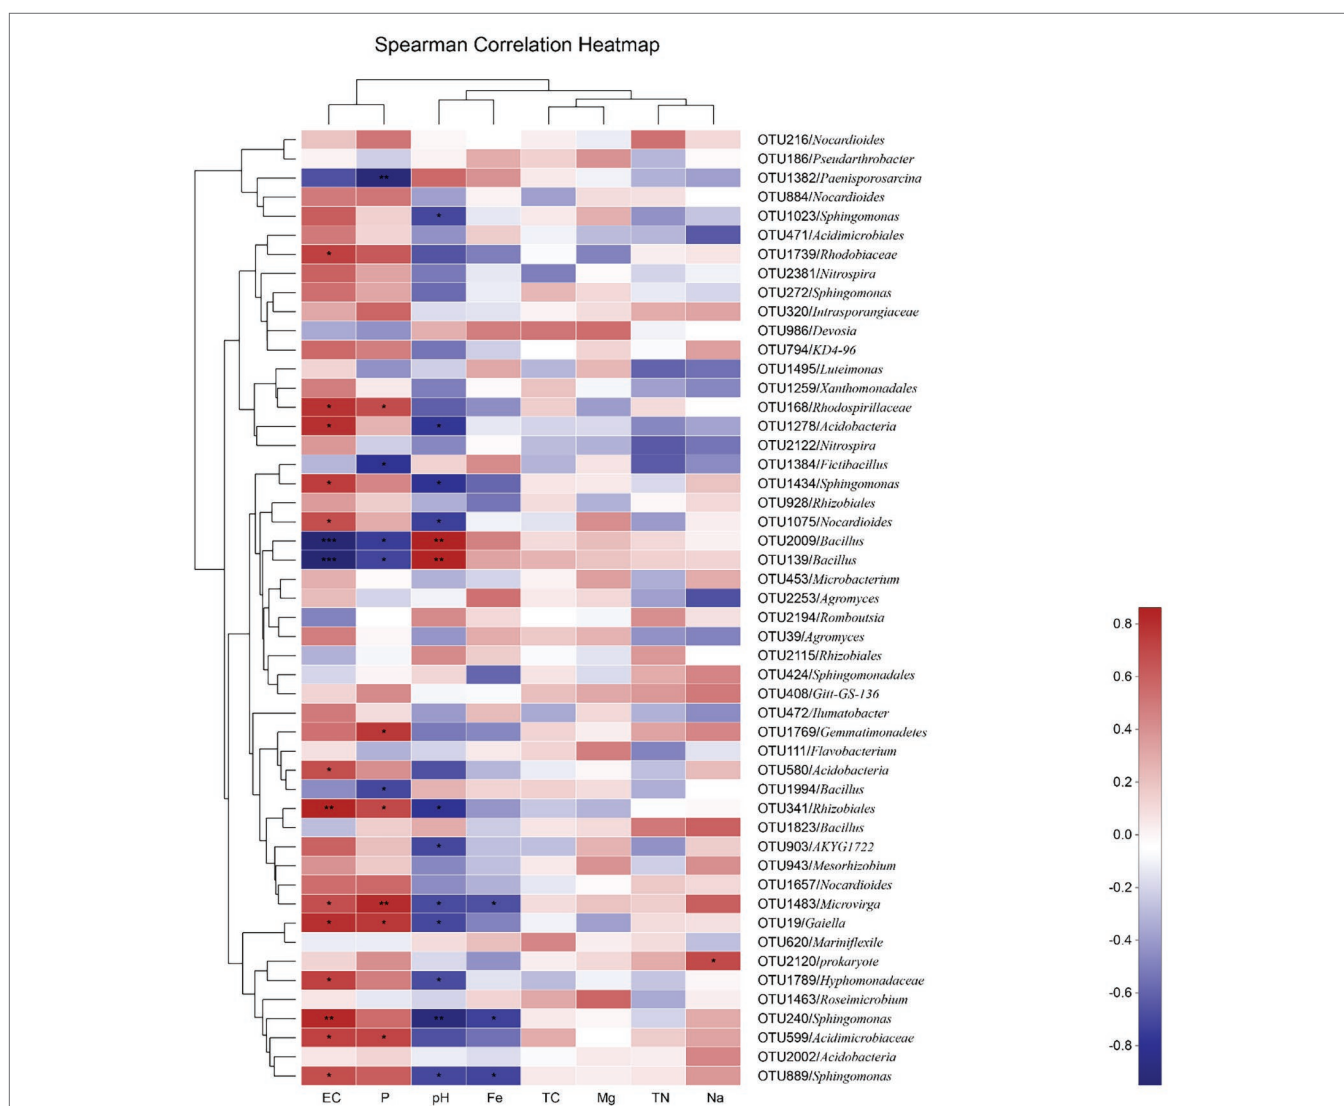 Spearman Correlation Heatmap
OTU216/Nocardioides
OTU186/Pseudarthrobacter
** OTU1382/Paenisporosarcina
OTU884/Nocardioides
* OTU1023/Sphingomonas
OTU471/Acidimicrobiales
* OTU1739/Rhodobiaceae
OTU2381/Nitrospira
OTU272/Sphingomonas
OTU320/Intrasporangiaceae
OTU986/Devosia
OTU794/KD4-96
OTU1495/Luteimonas
OTU1259/Xanthomonadales
* * OTU168/Rhodospirillaceae
* * OTU1278/Acidobacteria
OTU2122/Nitrospira
* OTU1384/Fictibacillus
* * OTU1434/Sphingomonas
OTU928/Rhizobiales
* * OTU1075/Nocardioides
*** * ** OTU2009/Bacillus
*** * ** OTU139/Bacillus
OTU453/Microbacterium
OTU2253/Agromyces
OTU2194/Romboutsia
OTU39/Agromyces
OTU2115/Rhizobiales
OTU424/Sphingomonadales
OTU408/Gitt-GS-136
OTU472/Ilumatobacter
* OTU1769/Gemmatimonadetes
OTU111/Flavobacterium
* OTU580/Acidobacteria
* OTU1994/Bacillus
** * * OTU341/Rhizobiales
OTU1823/Bacillus
* OTU903/AKYG1722
OTU943/Mesorhizobium
OTU1657/Nocardioides
* ** * * OTU1483/Microvirga
* * * OTU19/Gaiella
OTU620/Mariniflexile
* OTU2120/prokaryote
* * OTU1789/Hyphomonadaceae
OTU1463/Roseimicrobium
** ** * OTU240/Sphingomonas
* * OTU599/Acidimicrobiaceae
OTU2002/Acidobacteria
* * * OTU889/Sphingomonas
EC P pH Fe TC Mg TN Na
0.8
0.6
0.4
0.2
0.0
-0.2
-0.4
-0.6
-0.8